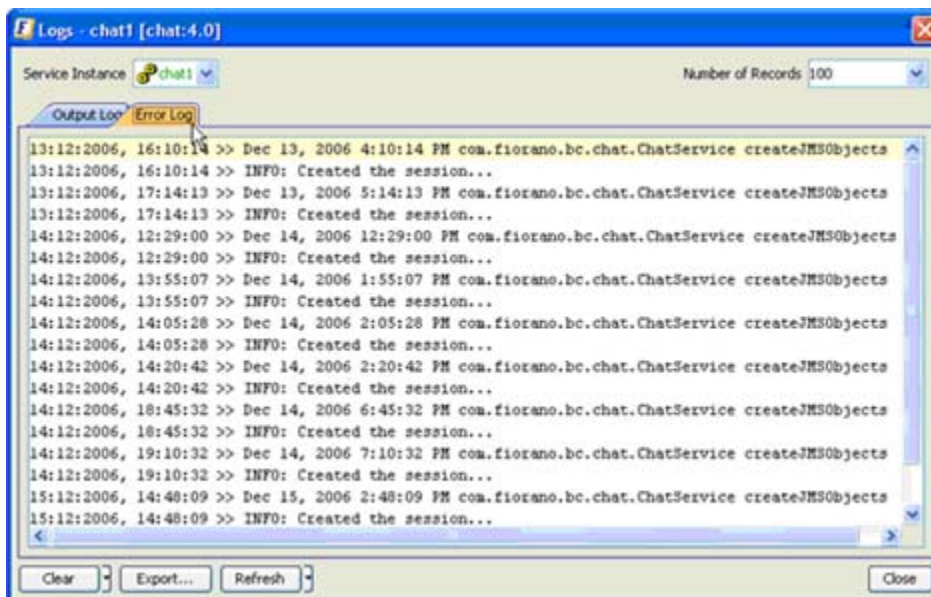 Logs - chat1 [chat:4.0]
Service Instance chat1 Number of Records 100
Output Log Error Log
13:12:2006, 16:10:14 >> Dec 13, 2006 4:10:14 PM com.fiorano.bc.chat.ChatService createJMSObjects
13:12:2006, 16:10:14 >> INFO: Created the session...
13:12:2006, 17:14:13 >> Dec 13, 2006 5:14:13 PM com.fiorano.bc.chat.ChatService createJMSObjects
13:12:2006, 17:14:13 >> INFO: Created the session...
14:12:2006, 12:29:00 >> Dec 14, 2006 12:29:00 PM com.fiorano.bc.chat.ChatService createJMSObjects
14:12:2006, 12:29:00 >> INFO: Created the session...
14:12:2006, 13:55:07 >> Dec 14, 2006 1:55:07 PM com.fiorano.bc.chat.ChatService createJMSObjects
14:12:2006, 13:55:07 >> INFO: Created the session...
14:12:2006, 14:05:28 >> Dec 14, 2006 2:05:28 PM com.fiorano.bc.chat.ChatService createJMSObjects
14:12:2006, 14:05:28 >> INFO: Created the session...
14:12:2006, 14:20:42 >> Dec 14, 2006 2:20:42 PM com.fiorano.bc.chat.ChatService createJMSObjects
14:12:2006, 14:20:42 >> INFO: Created the session...
14:12:2006, 18:45:32 >> Dec 14, 2006 6:45:32 PM com.fiorano.bc.chat.ChatService createJMSObjects
14:12:2006, 18:45:32 >> INFO: Created the session...
14:12:2006, 19:10:32 >> Dec 14, 2006 7:10:32 PM com.fiorano.bc.chat.ChatService createJMSObjects
14:12:2006, 19:10:32 >> INFO: Created the session...
15:12:2006, 14:48:09 >> Dec 15, 2006 2:48:09 PM com.fiorano.bc.chat.ChatService createJMSObjects
15:12:2006, 14:48:09 >> INFO: Created the session...
Clear Export... Refresh Close